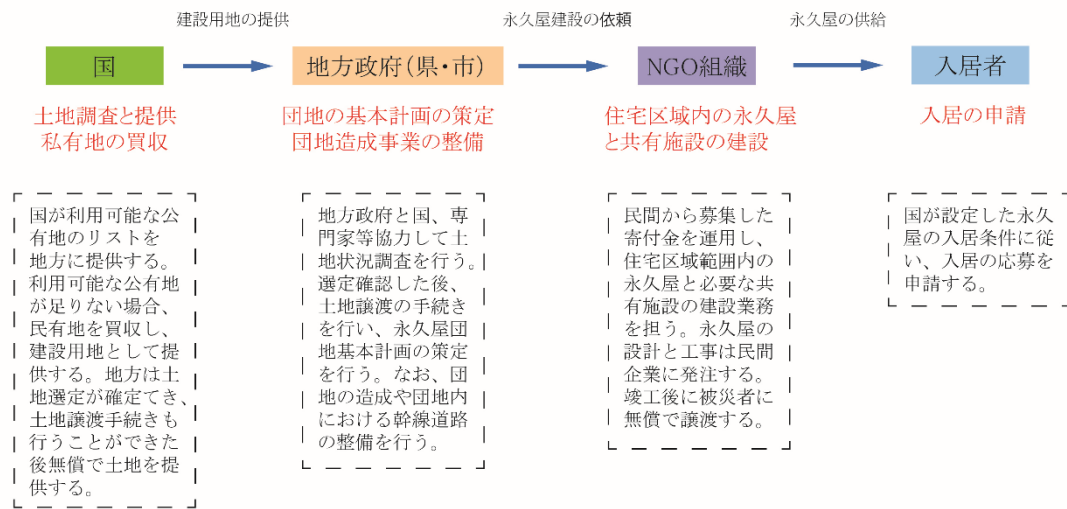 建設用地の提供
永久屋建設の依頼
永久屋の供給
国
地方政府(県・市)
NGO組織
入居者
土地調査と提供
私有地の買収
団地の基本計画の策定
団地造成事業の整備
住宅区域内の永久屋
と共有施設の建設
入居の申請
国が利用可能な公
有地のリストを
地方に提供する。
利用可能な公有地
が足りない場合、
民有地を買収し、
建設用地として提
供する。地方は土
地選定が確定てき、
土地譲渡手続きも
行うことができた
後無償で土地を提
供する。
地方政府と国、専
門家等協力して土
地状況調査を行う。
選定確認した後、
土地譲渡の手続き
を行い、永久屋団
地基本計画の策定
を行う。なお、団
地の造成や団地内
における幹線道路
の整備を行う。
民間から募集した
寄付金を運用し、
住宅区域範囲内の
永久屋と必要な共
有施設の建設業務
を担う。永久屋の
設計と工事は民間
企業に発注する。
竣工後に被災者に
無償で譲渡する。
国が設定した永久
屋の入居条件に従
い、入居の応募を
申請する。